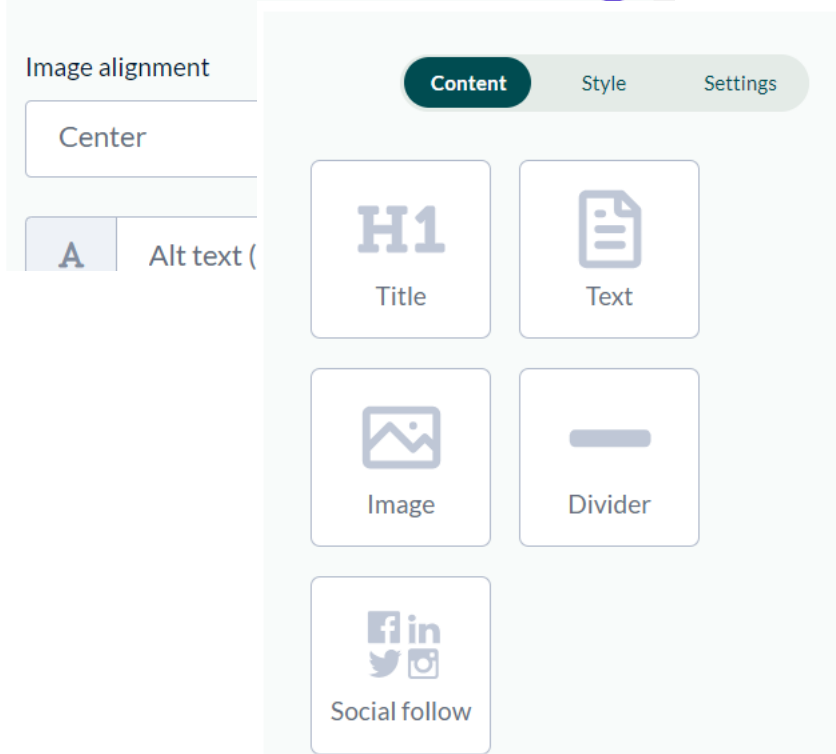 Image alignment
Center
A
Alt text (
Content
Style
Settings
H1
Title
Text
Image
Divider
f in
Social follow